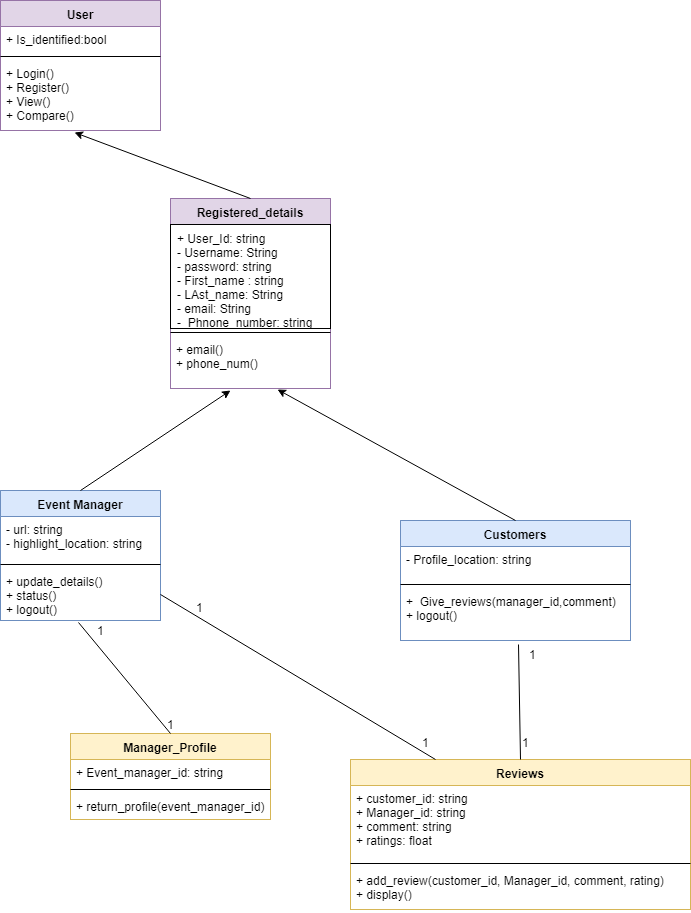 User
+ Is_identified:bool
+ Login()
+ Register()
+ View()
+ Compare()
Registered_details
+ User_Id: string
- Username: String
- password: string
- First_name : string
- LAst_name: String
- email: String
- Phnone_number: string
+ email()
+ phone_num()
Event Manager
- url: string
- highlight_location: string
+ update_details()
+ status()
+ logout()
Customers
- Profile_location: string
+ Give_reviews(manager_id,comment)
+ logout()
1
1
1
1
1
1
Manager_Profile
+ Event_manager_id: string
+ return_profile(event_manager_id)
Reviews
+ customer_id: string
+ Manager_id: string
+ comment: string
+ ratings: float
+ add_review(customer_id, Manager_id, comment, rating)
+ display()